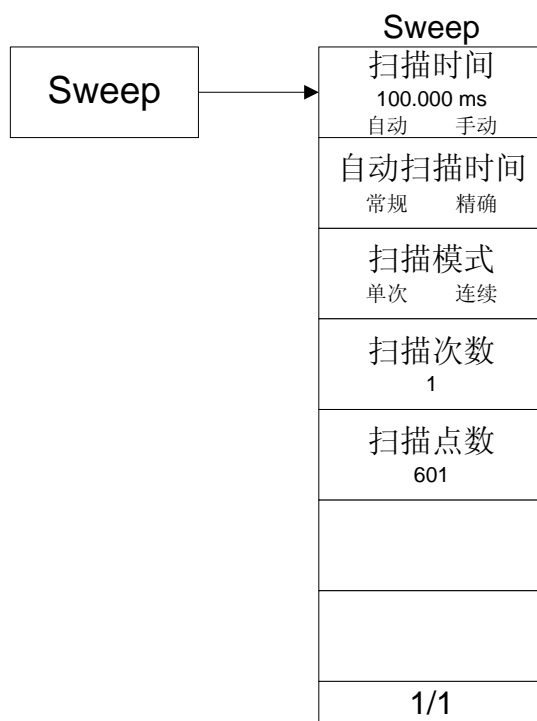 Sweep
Sweep
扫描时间
100.000 ms
自动 手动
自动扫描时间
常规 精确
扫描模式
单次 连续
扫描次数
1
扫描点数
601
1/1